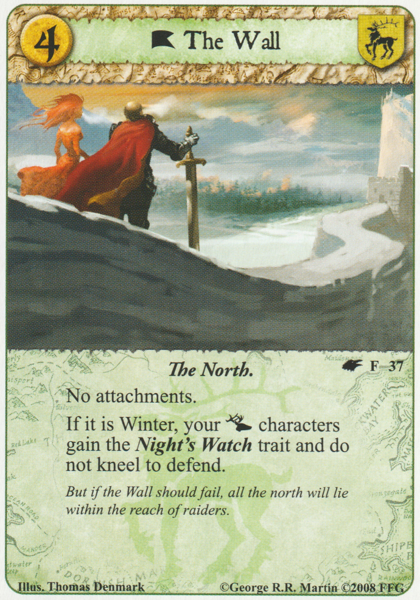 4
The Wall
The North.
F 37
No attachments.
If it is Winter, your characters
gain the Night's Watch trait and do
not kneel to defend.
But if the Wall should fail, all the north will lie
within the reach of raiders.
Illus. Thomas Denmark
©George R.R. Martin ©2008 FFG